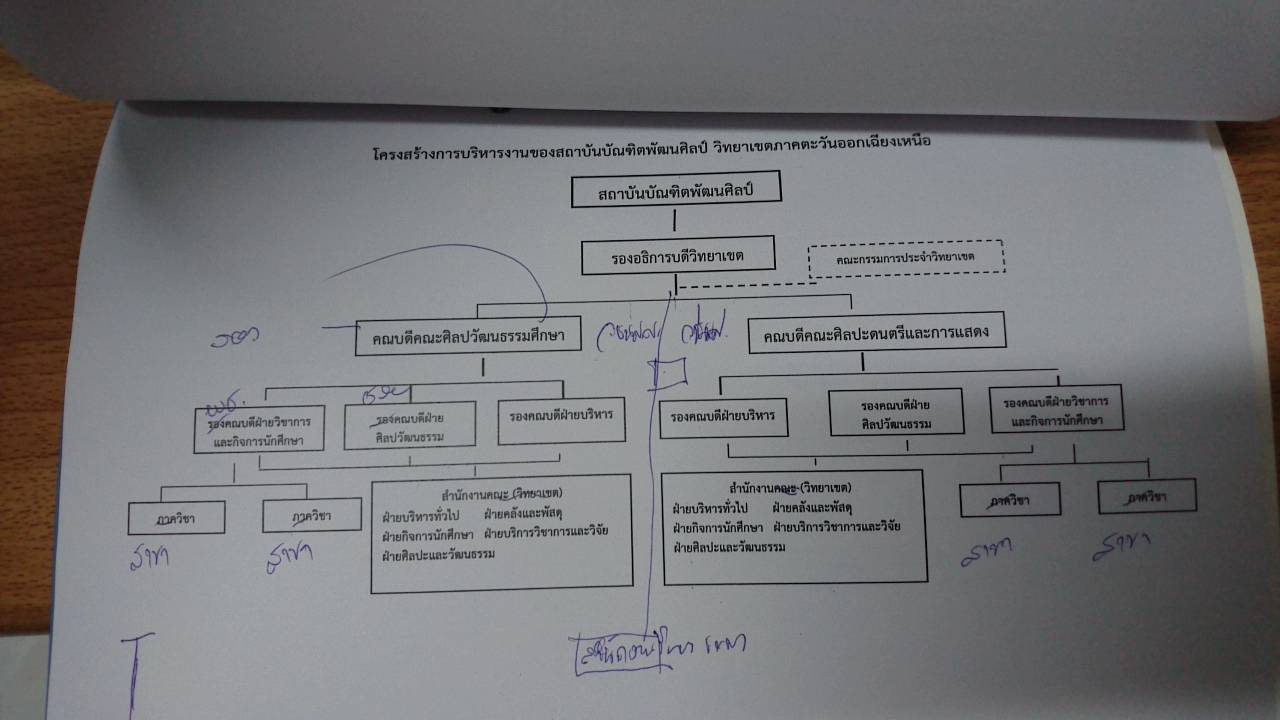 โครงสร้างการบริหารงานของสถาบันบัณฑิตพัฒนศิลป์ วิทยาเขตภาคตะวันออกเฉียงเหนือ
สถาบันบัณฑิตพัฒนศิลป์
รองอธิการบดีวิทยาเขต
คณะกรรมการประจำวิทยาเขต
คณบดีคณะศิลปวัฒนธรรมศึกษา
คณบดีคณะศิลปะดนตรีและการแสดง
รองคณบดีฝ่ายวิชาการ
และกิจการนักศึกษา
รองคณบดีฝ่าย
ศิลปวัฒนธรรม
รองคณบดีฝ่ายบริหาร
รองคณบดีฝ่ายบริหาร
รองคณบดีฝ่าย
ศิลปวัฒนธรรม
รองคณบดีฝ่ายวิชาการ
และกิจการนักศึกษา
ภาควิชา
ภาควิชา
สำนักงานคณะ (วิทยาเขต)
ฝ่ายบริหารทั่วไป ฝ่ายคลังและพัสดุ
ฝ่ายกิจการนักศึกษา ฝ่ายบริการวิชาการและวิจัย
ฝ่ายศิลปะและวัฒนธรรม
สำนักงานคณะ (วิทยาเขต)
ฝ่ายบริหารทั่วไป ฝ่ายคลังและพัสดุ
ฝ่ายกิจการนักศึกษา ฝ่ายบริการวิชาการและวิจัย
ฝ่ายศิลปะและวัฒนธรรม
ภาควิชา
ภาควิชา
สาขา
สาขา
สาขา
สาขา